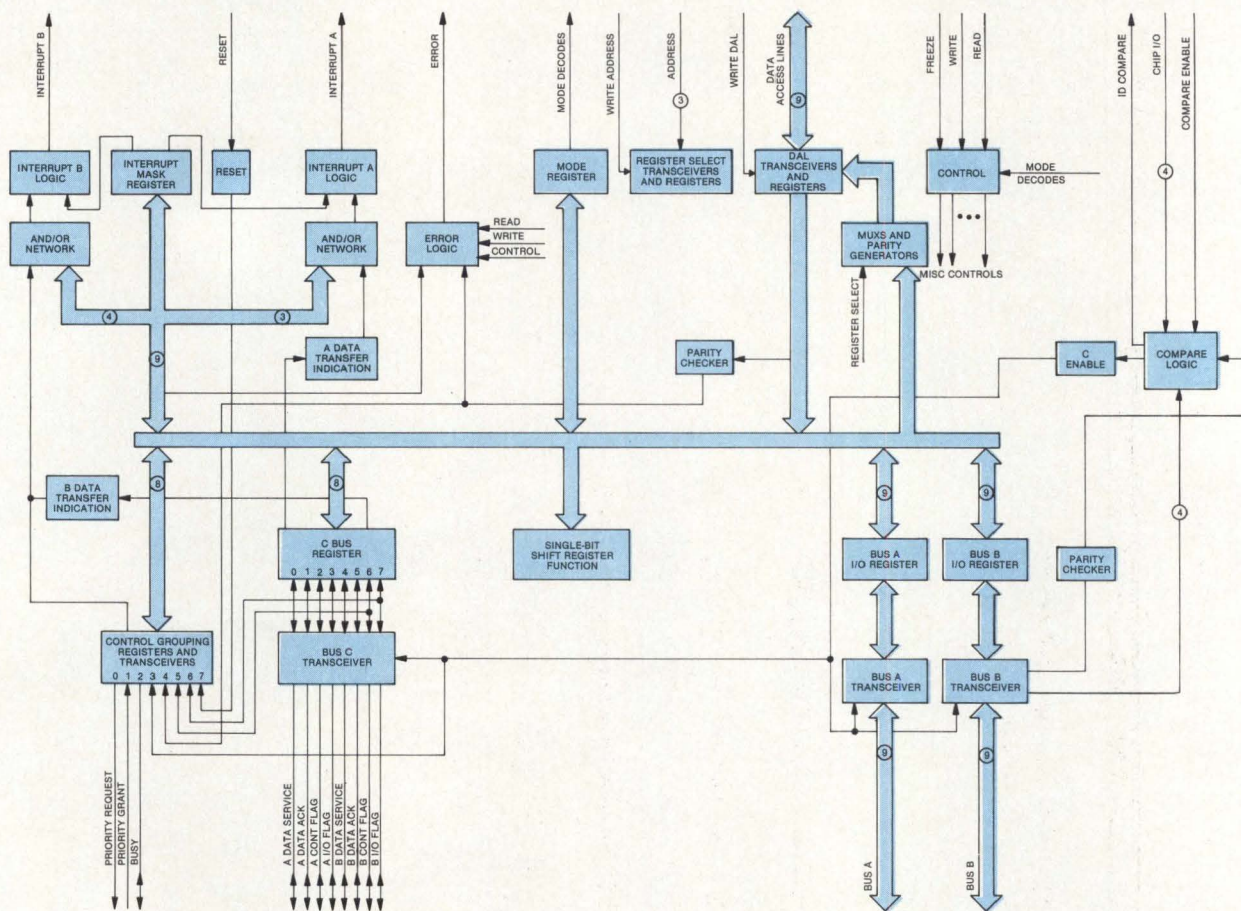 INTERRUPT B
RESET
INTERRUPT A
ERROR
MODE DECODES
WRITE ADDRESS
ADDRESS
3
WRITE DAL
DATA
ACCESS LINES
9
FREEZE
WRITE
READ
ID COMPARE
CHIP I/O
4
COMPARE ENABLE
INTERRUPT B
LOGIC
INTERRUPT
MASK
REGISTER
RESET
INTERRUPT A
LOGIC
MODE
REGISTER
REGISTER SELECT
TRANSCEIVERS
AND REGISTERS
DAL
TRANSCEIVERS
AND
REGISTERS
CONTROL
MODE
DECODES
AND/OR
NETWORK
AND/OR
NETWORK
ERROR
LOGIC
READ
WRITE
CONTROL
MUXS AND
PARITY
GENERATORS
•••
MISC CONTROLS
4
3
9
REGISTER SELECT
A DATA
TRANSFER
INDICATION
PARITY
CHECKER
C
ENABLE
COMPARE
LOGIC
B DATA
TRANSFER
INDICATION
8
8
9
9
4
C BUS
REGISTER
0 1 2 3 4 5 6 7
SINGLE-BIT
SHIFT REGISTER
FUNCTION
BUS A
I/O REGISTER
BUS B
I/O REGISTER
PARITY
CHECKER
CONTROL GROUPING
REGISTERS AND
TRANSCEIVERS
0 1 2 3 4 5 6 7
BUS C
TRANSCEIVER
BUS A
TRANSCEIVER
BUS B
TRANSCEIVER
9
9
PRIORITY REQUEST
PRIORITY GRANT
BUSY
A DATA SERVICE
A DATA ACK
A CONT FLAG
A I/O FLAG
B DATA SERVICE
B DATA ACK
B CONT FLAG
B I/O FLAG
BUS A
BUS B